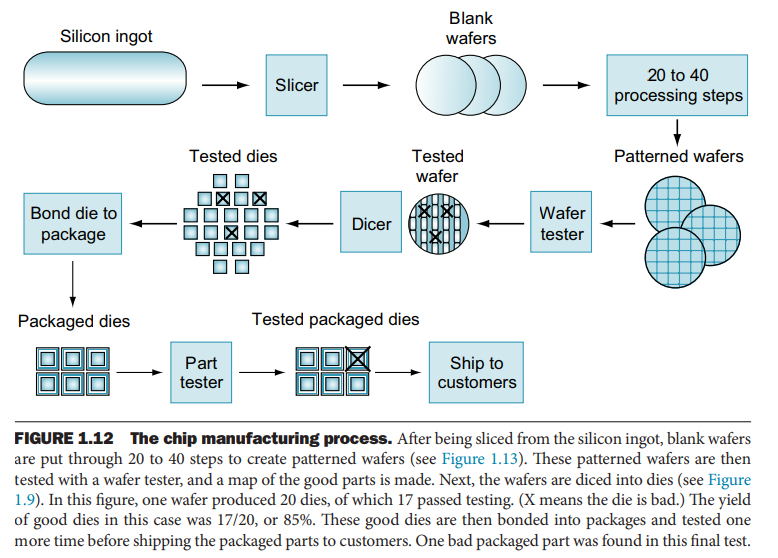 Silicon ingot
Slicer
Blank
wafers
20 to 40
processing steps
Tested dies
Tested
wafer
Patterned wafers
Bond die to
package
Dicer
Wafer
tester
Packaged dies
Tested packaged dies
Part
tester
Ship to
customers
FIGURE 1.12 The chip manufacturing process. After being sliced from the silicon ingot, blank wafers
are put through 20 to 40 steps to create patterned wafers (see Figure 1.13). These patterned wafers are then
tested with a wafer tester, and a map of the good parts is made. Next, the wafers are diced into dies (see Figure
1.9). In this figure, one wafer produced 20 dies, of which 17 passed testing. (X means the die is bad.) The yield
of good dies in this case was 17/20, or 85%. These good dies are then bonded into packages and tested one
more time before shipping the packaged parts to customers. One bad packaged part was found in this final test.